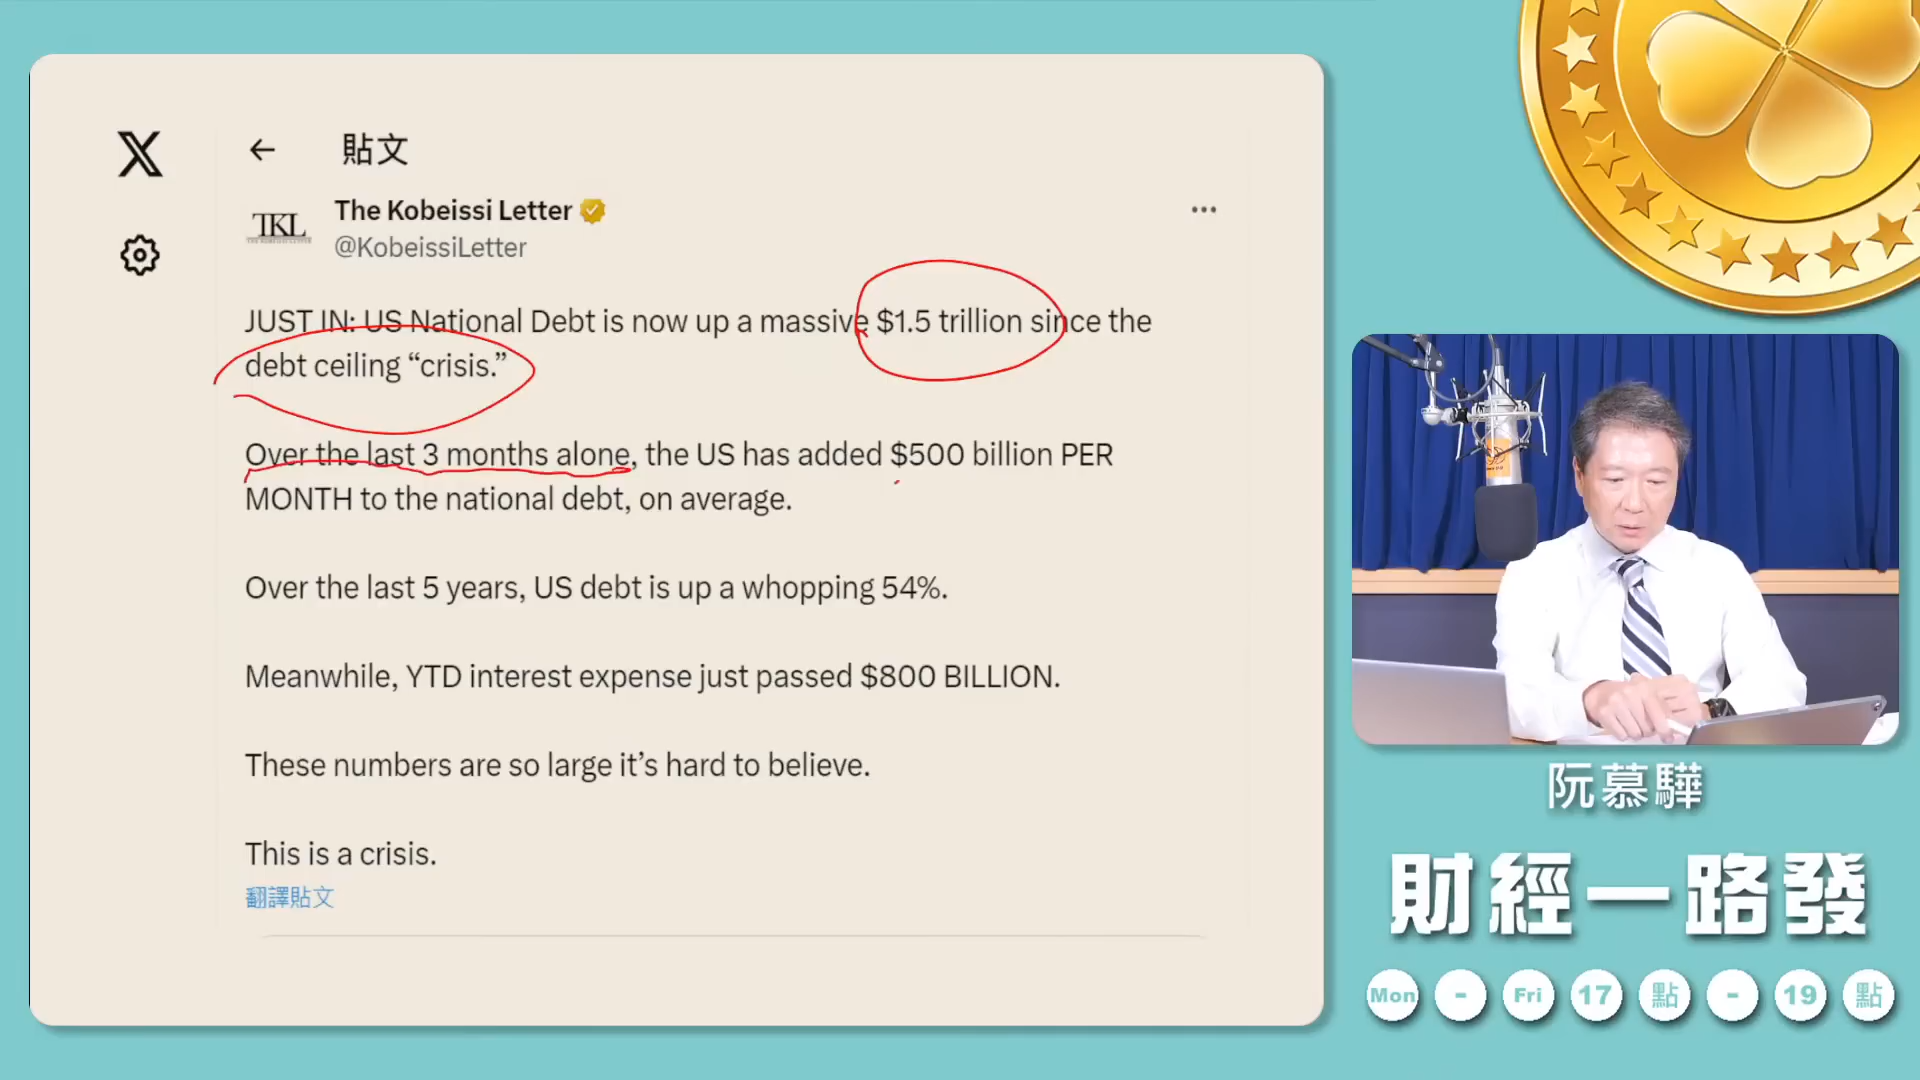 貼文
TKL
The Kobeissi Letter
@KobeissiLetter
JUST IN: US National Debt is now up a massive $1.5 trillion since the
debt ceiling “crisis.”
Over the last 3 months alone, the US has added $500 billion PER
MONTH to the national debt, on average.
Over the last 5 years, US debt is up a whopping 54%.
Meanwhile, YTD interest expense just passed $800 BILLION.
These numbers are so large it’s hard to believe.
This is a crisis.
翻譯貼文
阮慕驊
財經一路發
Mon - Fri 17 點 - 19 點